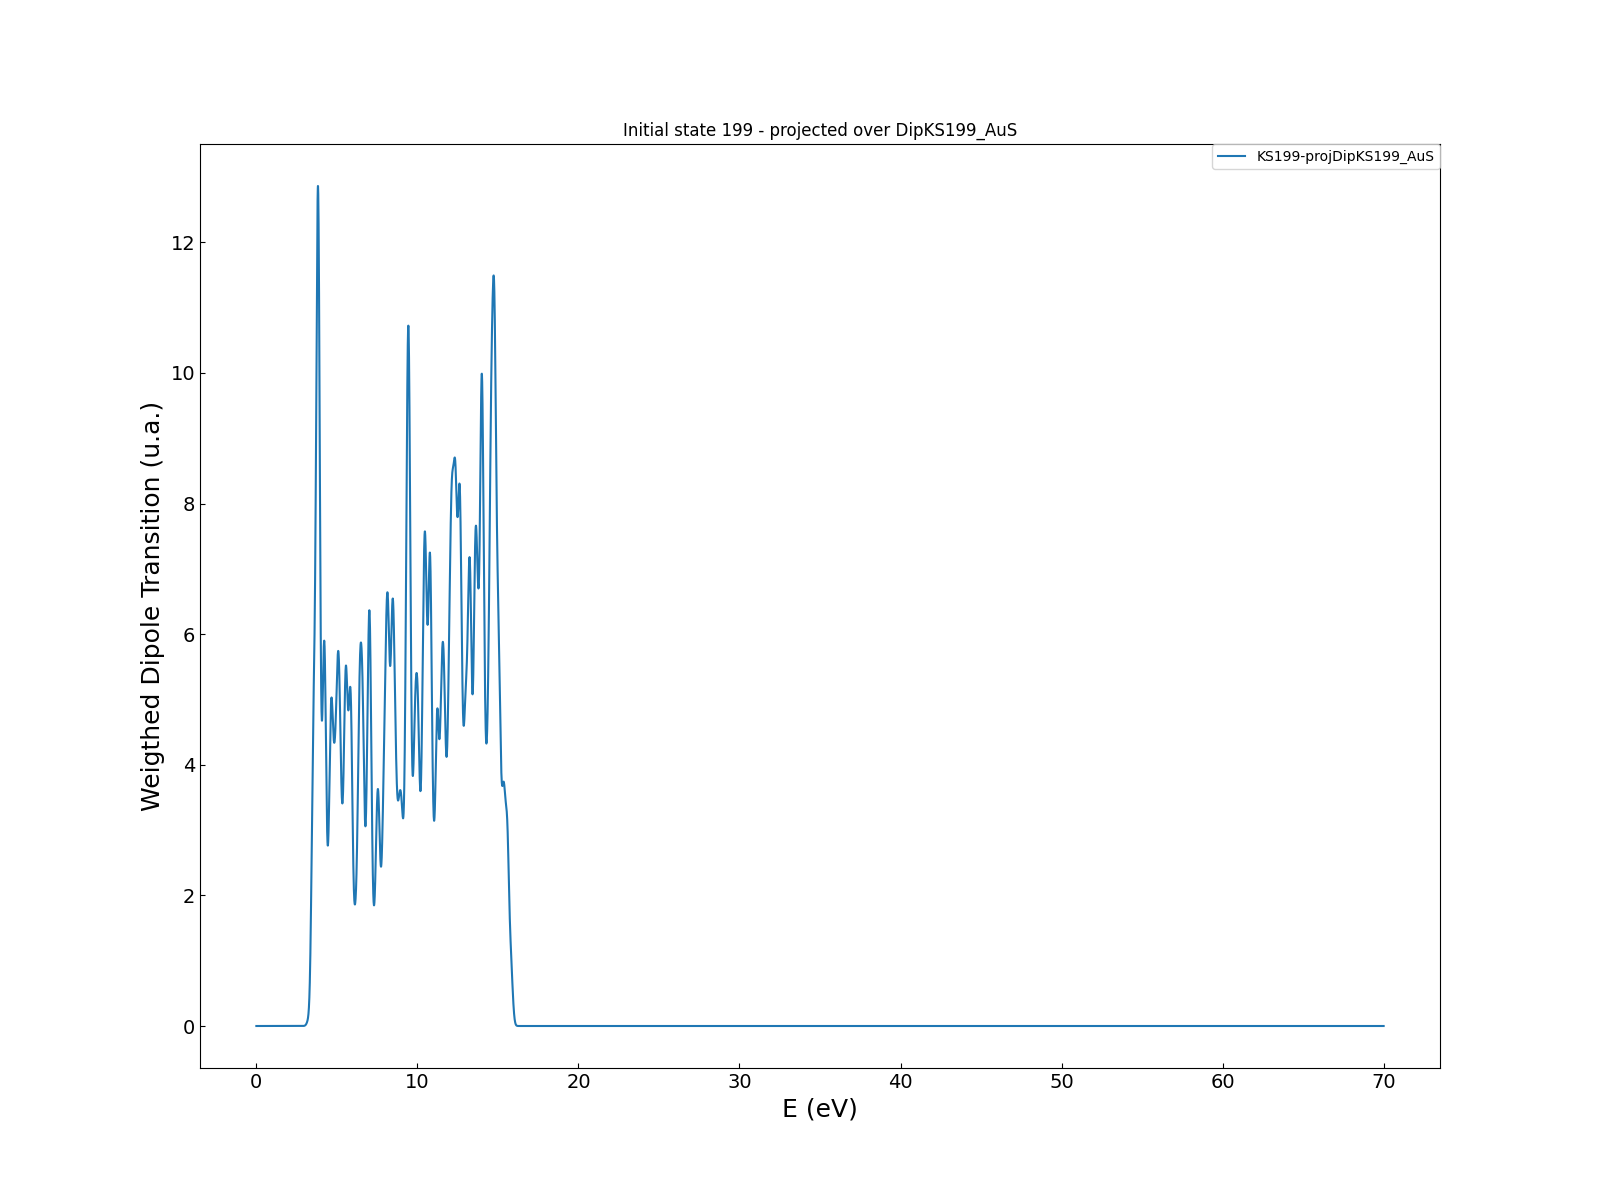 Initial state 199 - projected over DipKS199_AuS
KS199-projDipKS199_AuS
Weigthed Dipole Transition (u.a.)
12
10
8
6
4
2
0
0 10 20 30 40 50 60 70
E (eV)